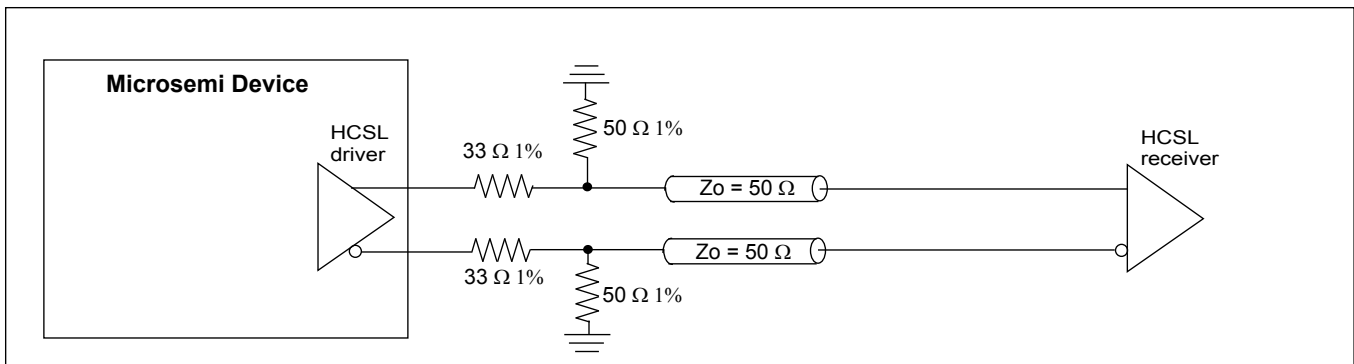 Microsemi Device
HCSL
driver
33 Ω 1%
50 Ω 1%
Zo = 50 Ω
HCSL
receiver
33 Ω 1%
50 Ω 1%
Zo = 50 Ω